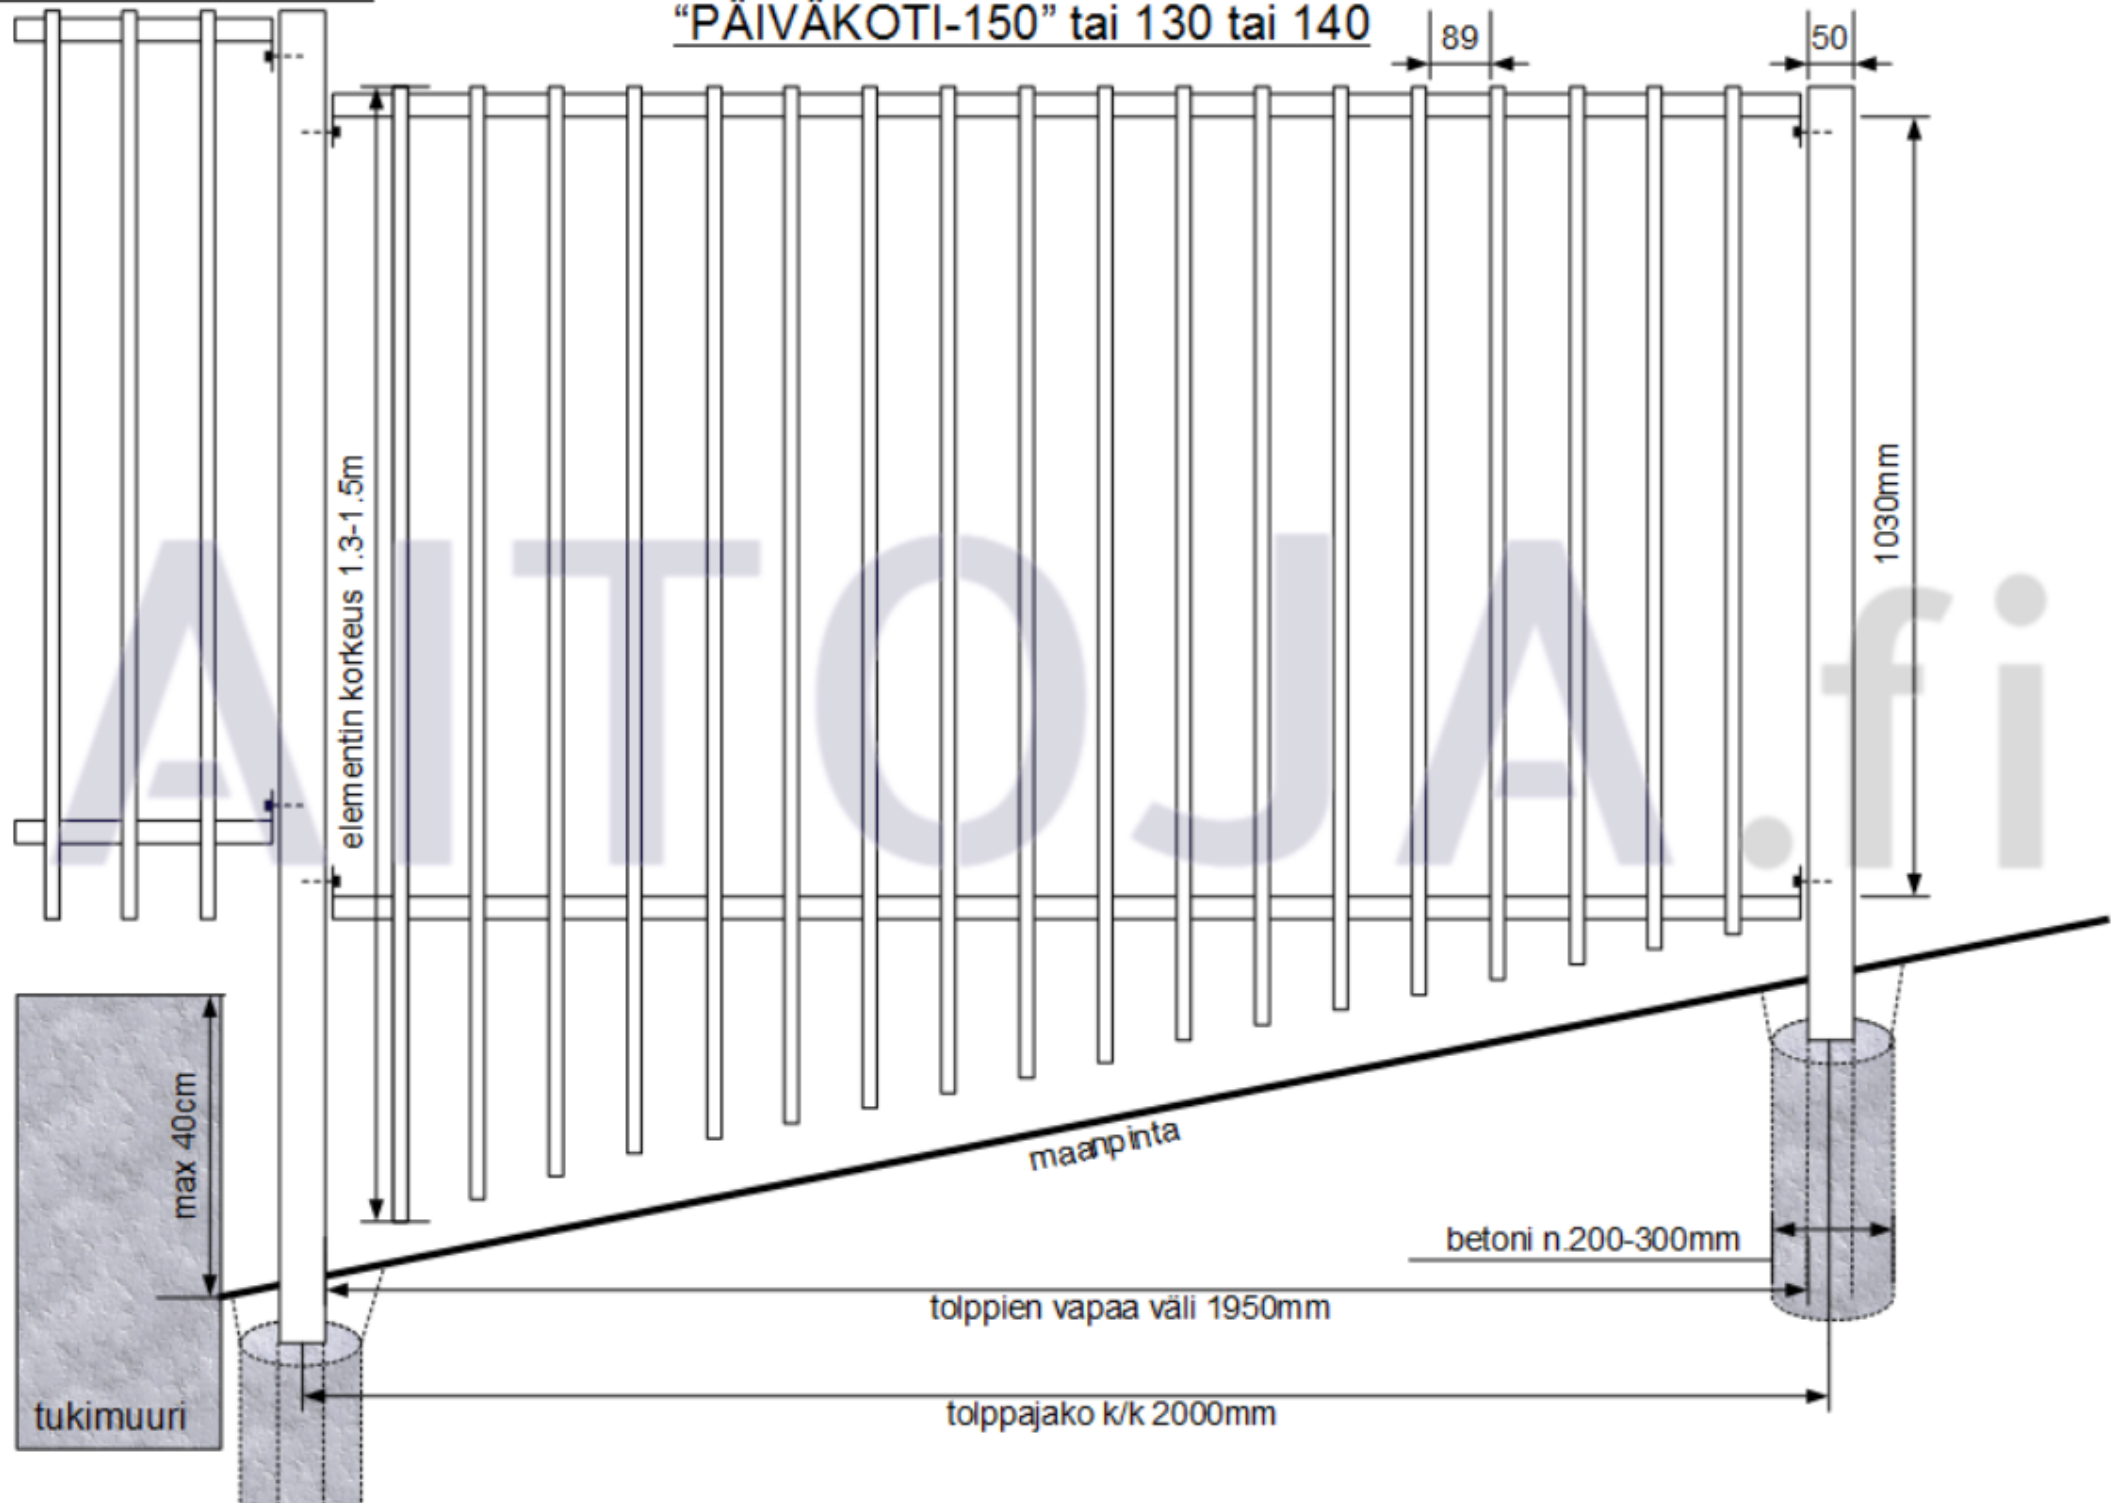 “PÄIVÄKOTI-150” tai 130 tai 140
89
50
elementin korkeus 1.3-1.5m
1030mm
AITOJA.fi
max 40cm
maanpinta
betoni n.200-300mm
tolppien vapaa väli 1950mm
tukimuuri
tolppajako k/k 2000mm